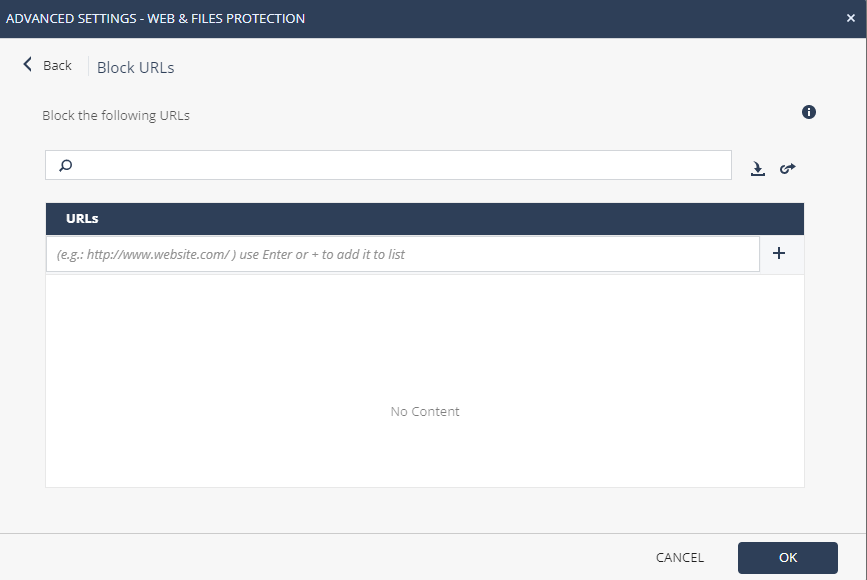 ADVANCED SETTINGS - WEB & FILES PROTECTION
Back
Block URLs
Block the following URLs
URLs
(e.g.: http://www.website.com/ ) use Enter or + to add it to list
No Content
CANCEL
OK